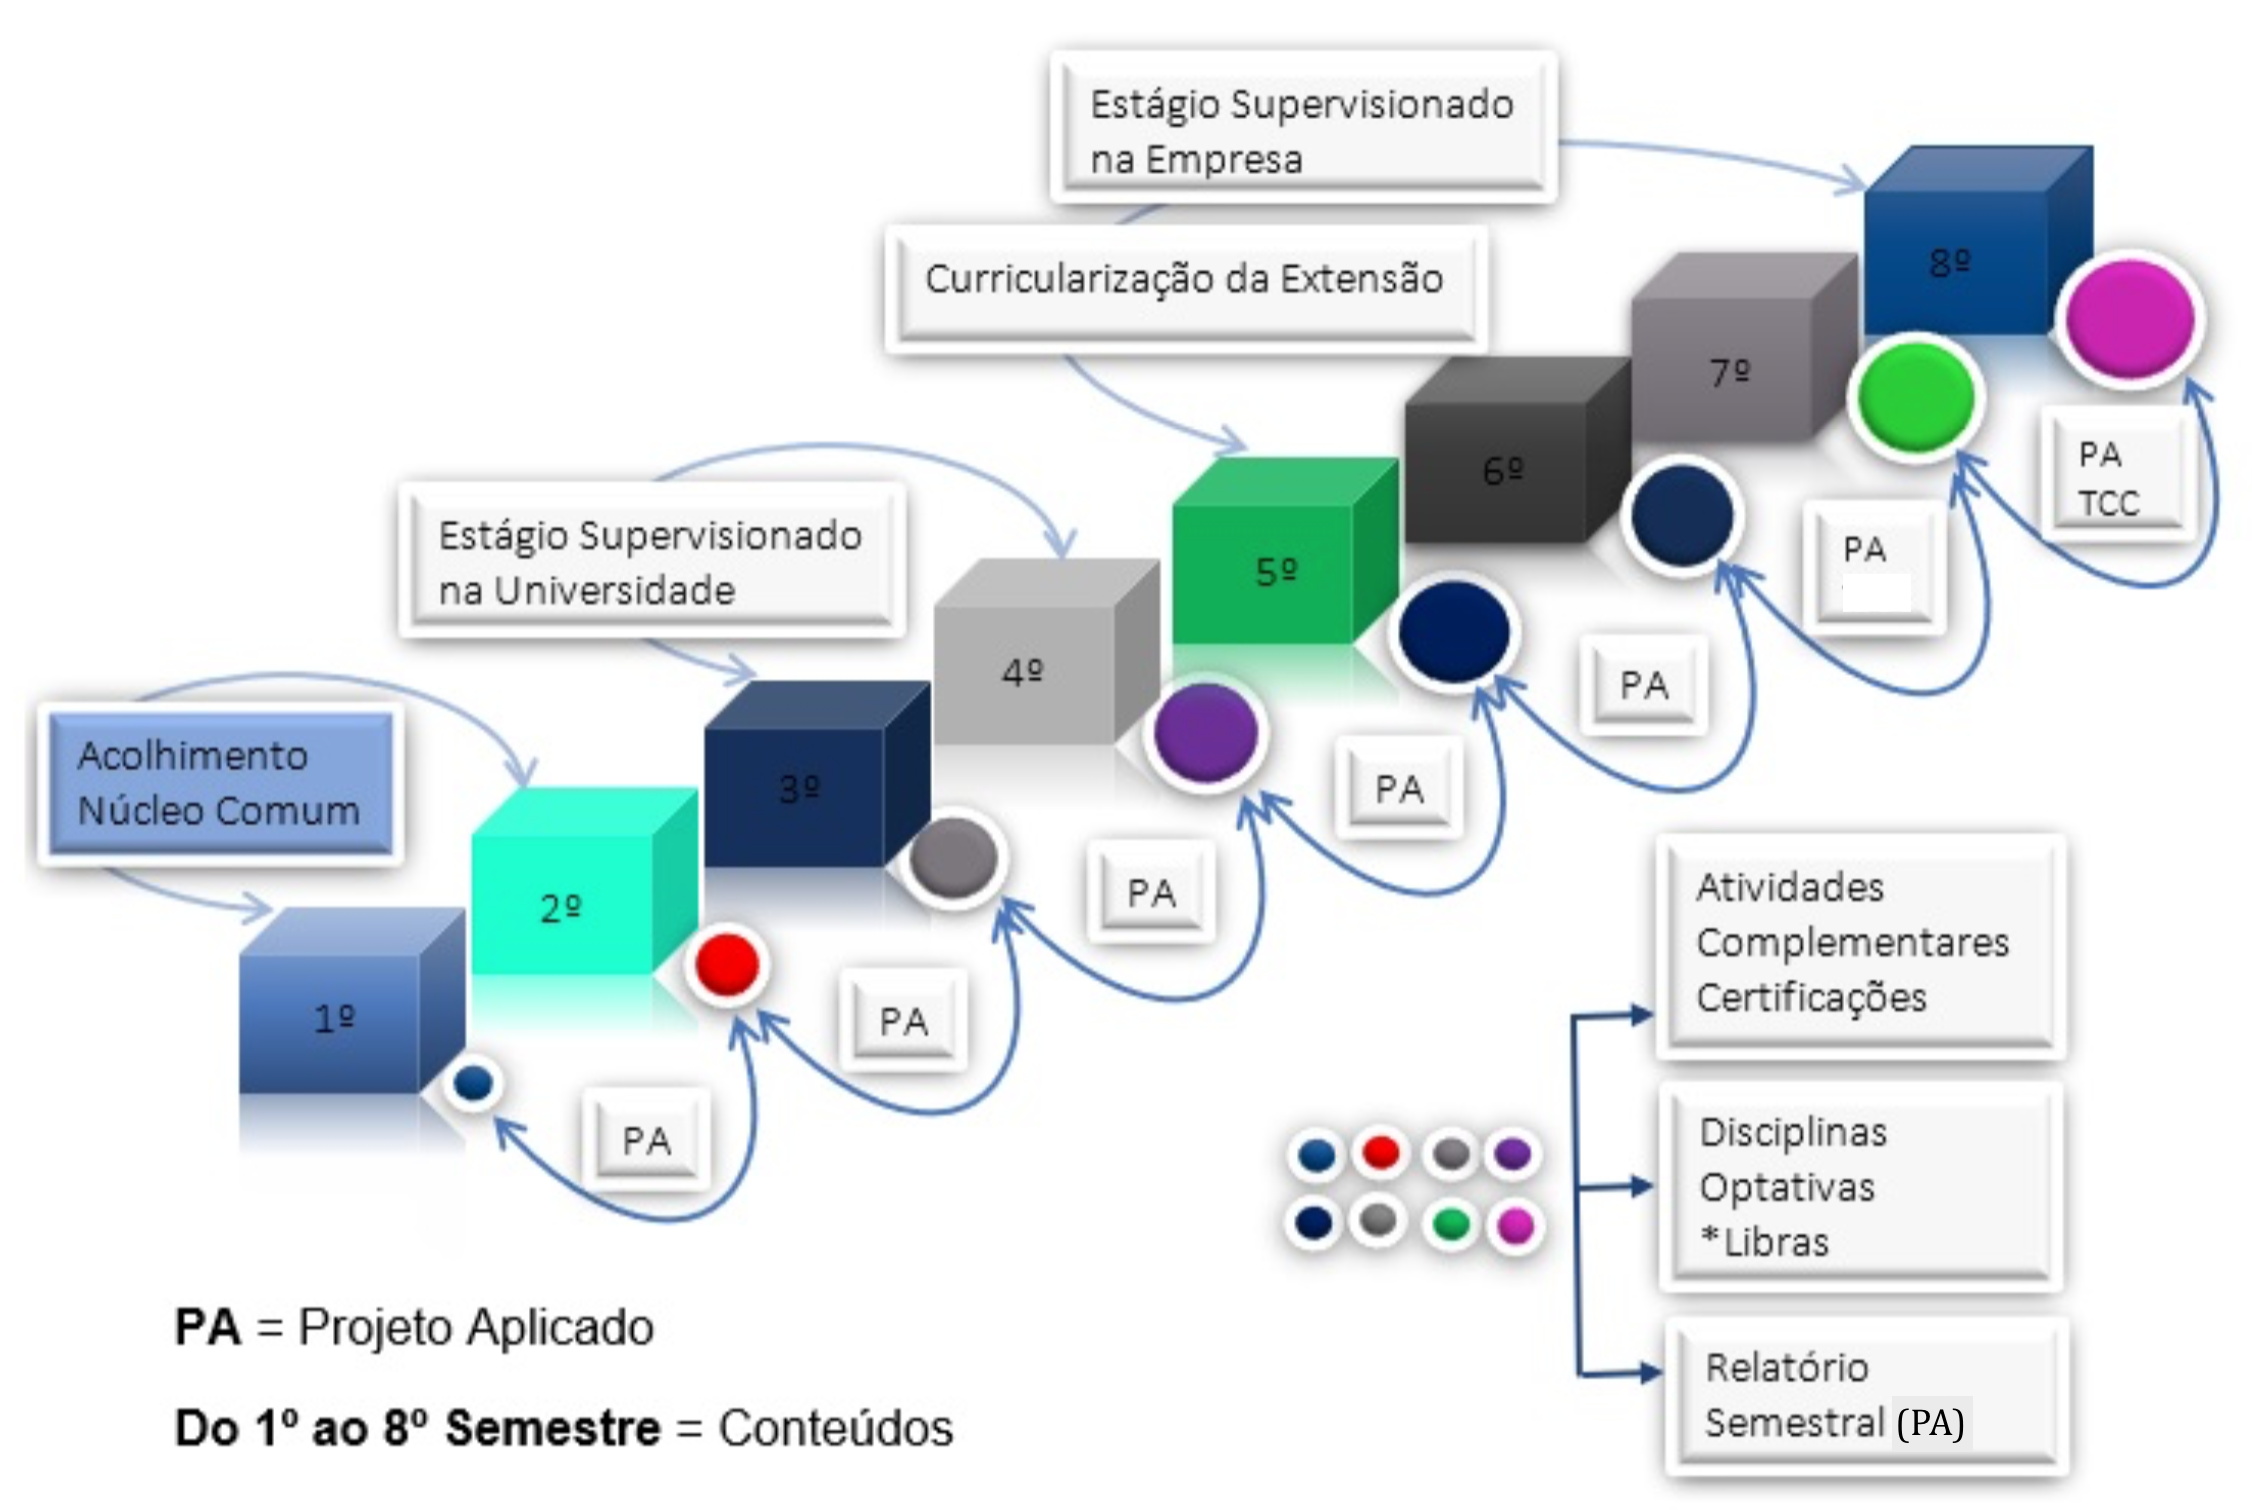 Estágio Supervisionado
na Empresa
Curricularização da Extensão
Estágio Supervisionado
na Universidade
Acolhimento
Núcleo Comum
1º
2º
3º
4º
5º
6º
7º
8º
PA
PA
PA
PA
PA
PA
PA
TCC
Atividades
Complementares
Certificações
Disciplinas
Optativas
*Libras
Relatório
Semestral (PA)
PA = Projeto Aplicado
Do 1º ao 8º Semestre = Conteúdos